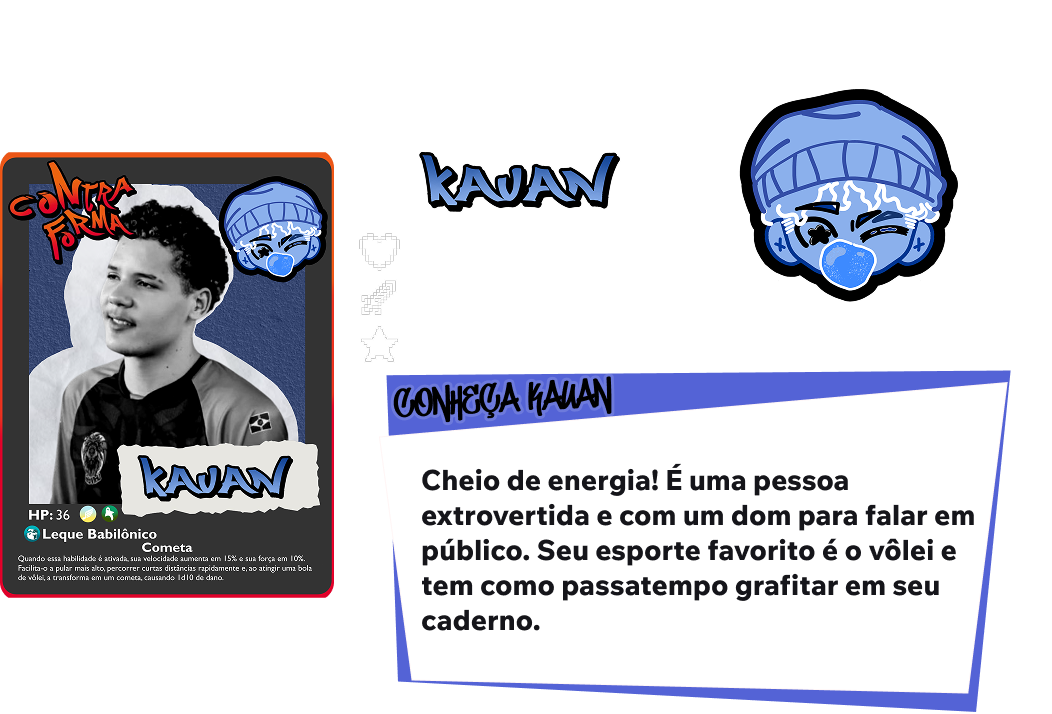 CONTRA
FORMA
KAUAN
HP: 36
Leque Babilônico
Cometa
Quando essa habilidade é ativada, sua velocidade aumenta em 15% e sua força em 10%.
Facilita-o a pular mais alto, percorrer curtas distâncias rapidamente e, ao atingir uma bola
de vôlei, a transforma em um cometa, causando 1d10 de dano.
KAUAN
CONHEÇA KAUAN
Cheio de energia! É uma pessoa
extrovertida e com um dom para falar em
público. Seu esporte favorito é o vôlei e
tem como passatempo grafitar em seu
caderno.